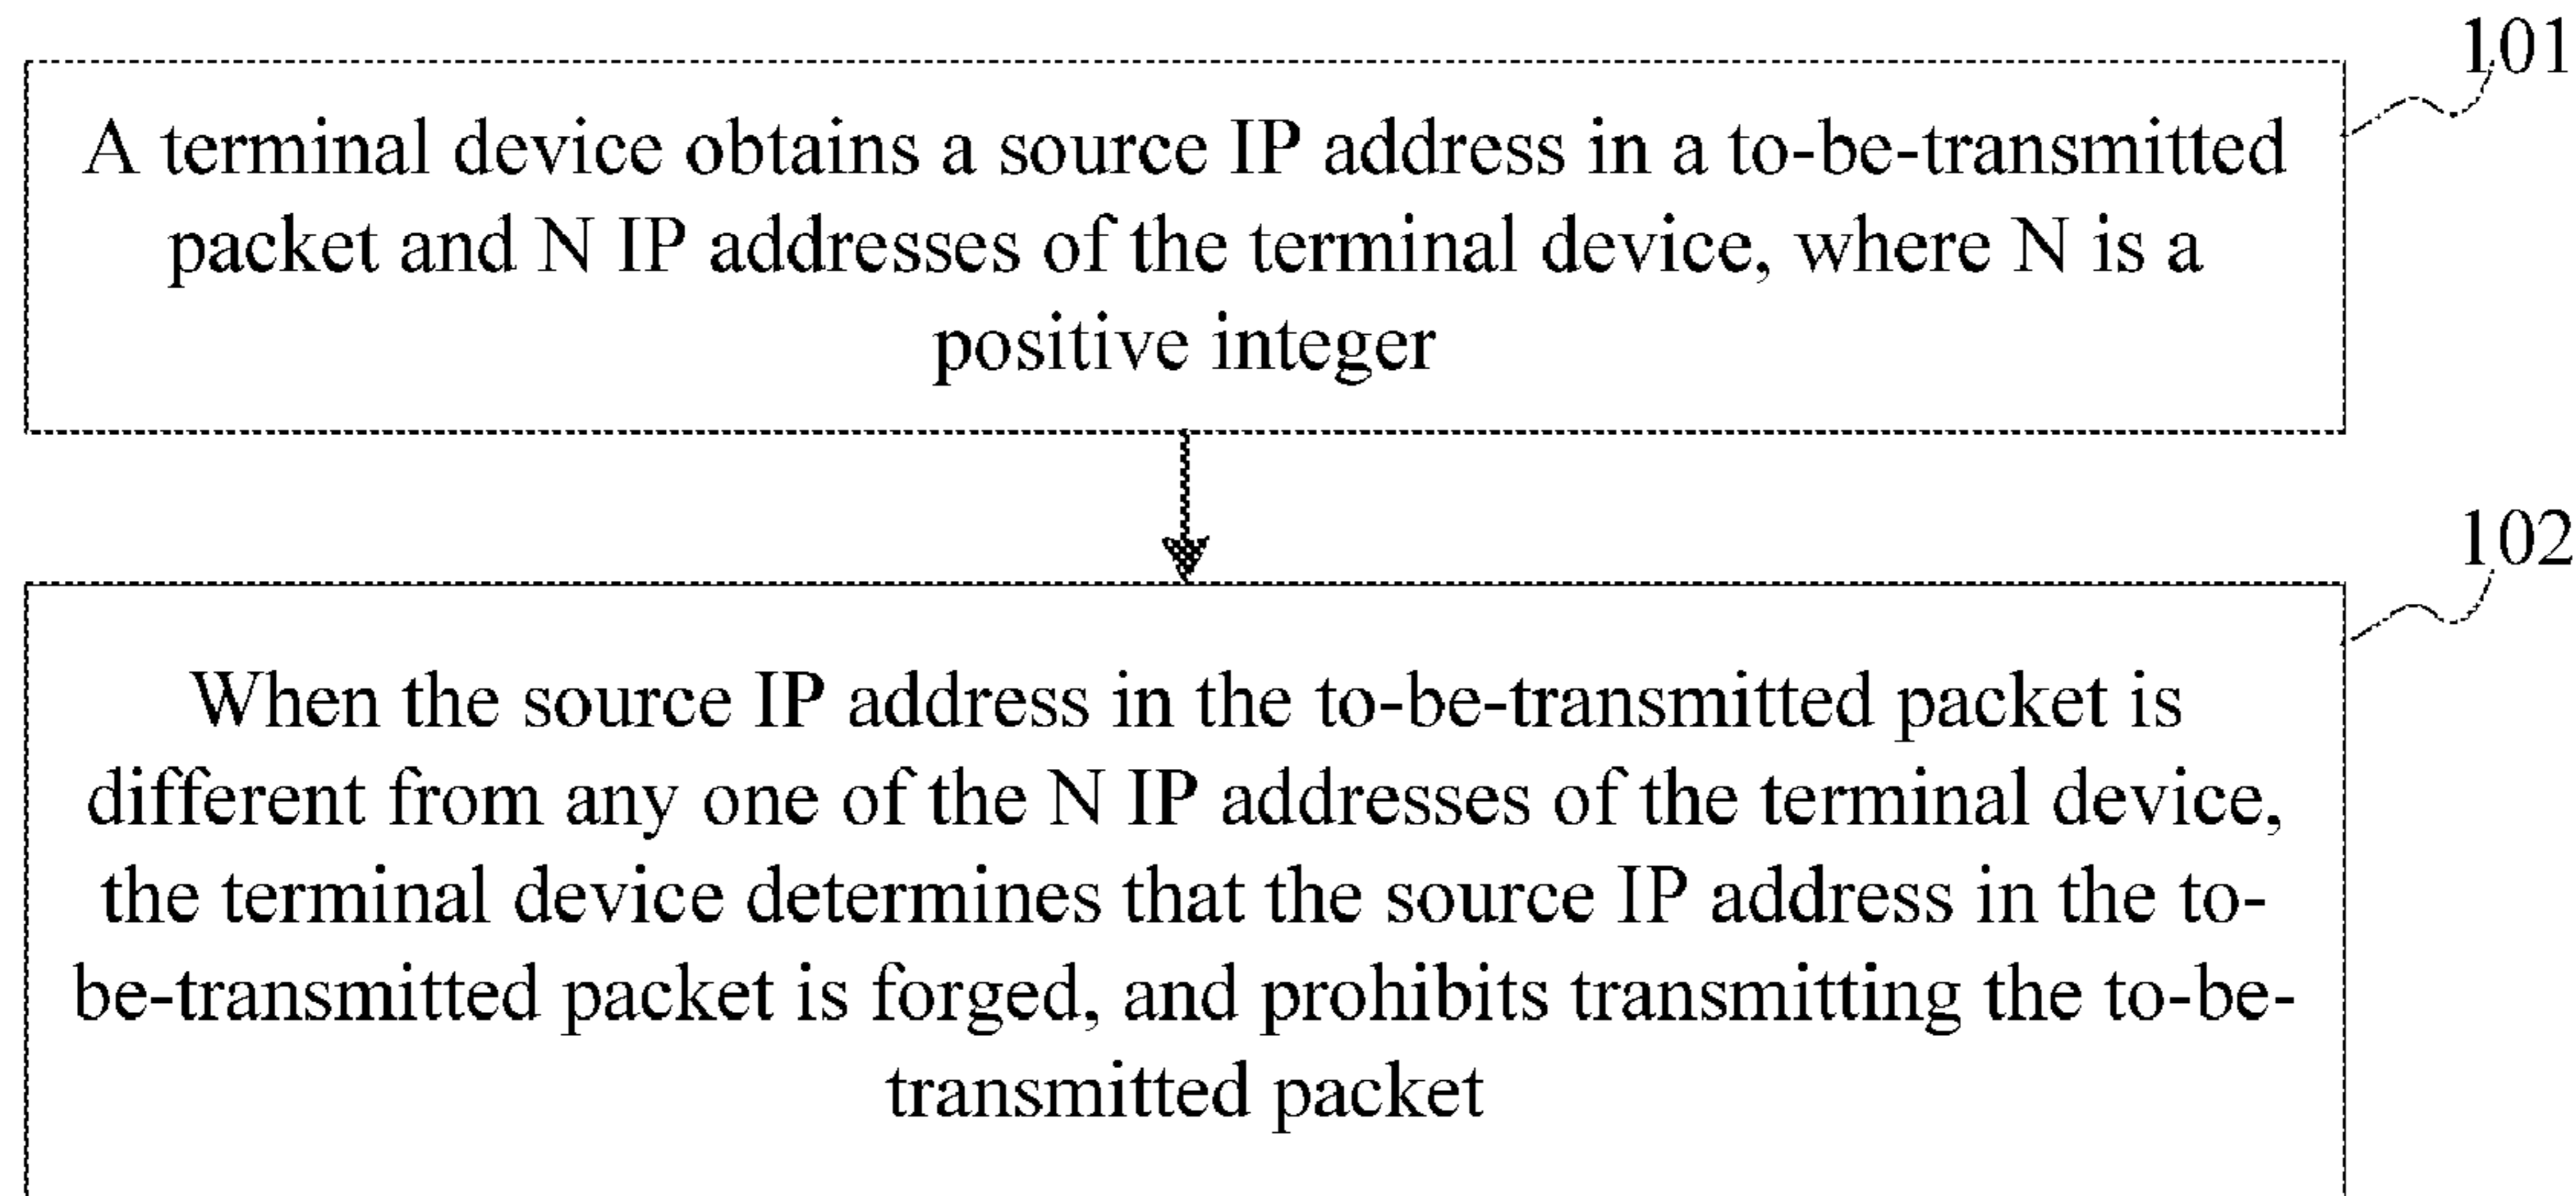 101
A terminal device obtains a source IP address in a to-be-transmitted
packet and N IP addresses of the terminal device, where N is a
positive integer
102
When the source IP address in the to-be-transmitted packet is
different from any one of the N IP addresses of the terminal device,
the terminal device determines that the source IP address in the to-
be-transmitted packet is forged, and prohibits transmitting the to-be-
transmitted packet